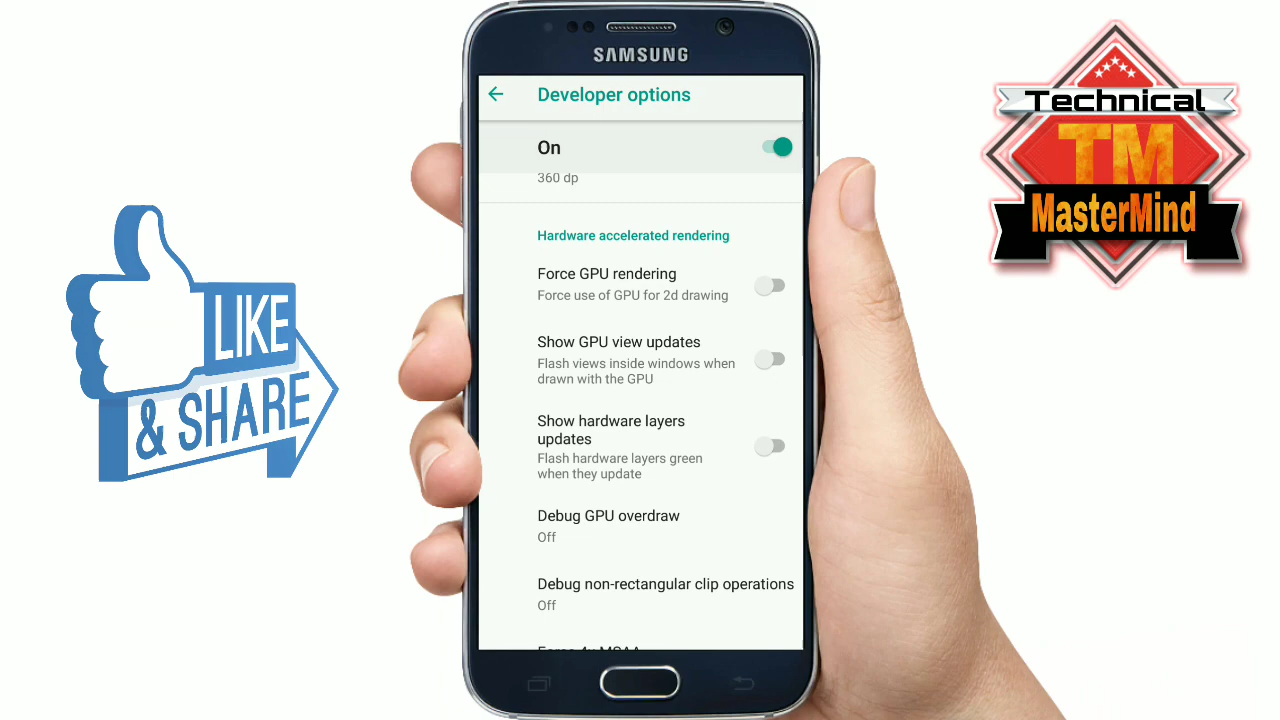 SAMSUNG
Developer options
On
360 dp
Hardware accelerated rendering
Force GPU rendering
Force use of GPU for 2d drawing
Show GPU view updates
Flash views inside windows when
drawn with the GPU
Show hardware layers
updates
Flash hardware layers green
when they update
Debug GPU overdraw
Off
Debug non-rectangular clip operations
Off
Force 4x MSAA
LIKE
& SHARE
Technical
TM
MasterMind